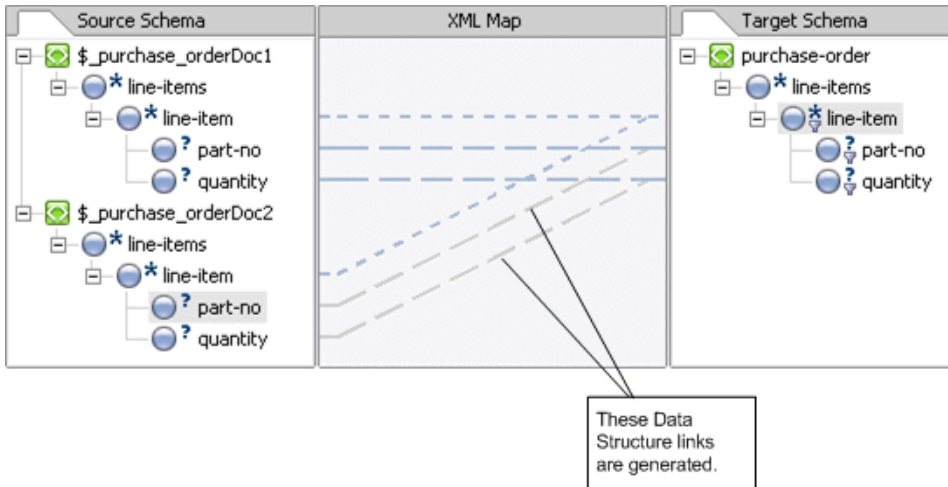 Source Schema
XML Map
Target Schema
$_purchase_orderDoc1
* line-items
* line-item
? part-no
? quantity
$_purchase_orderDoc2
* line-items
* line-item
? part-no
? quantity
purchase-order
* line-items
* line-item
? part-no
? quantity
These Data
Structure links
are generated.